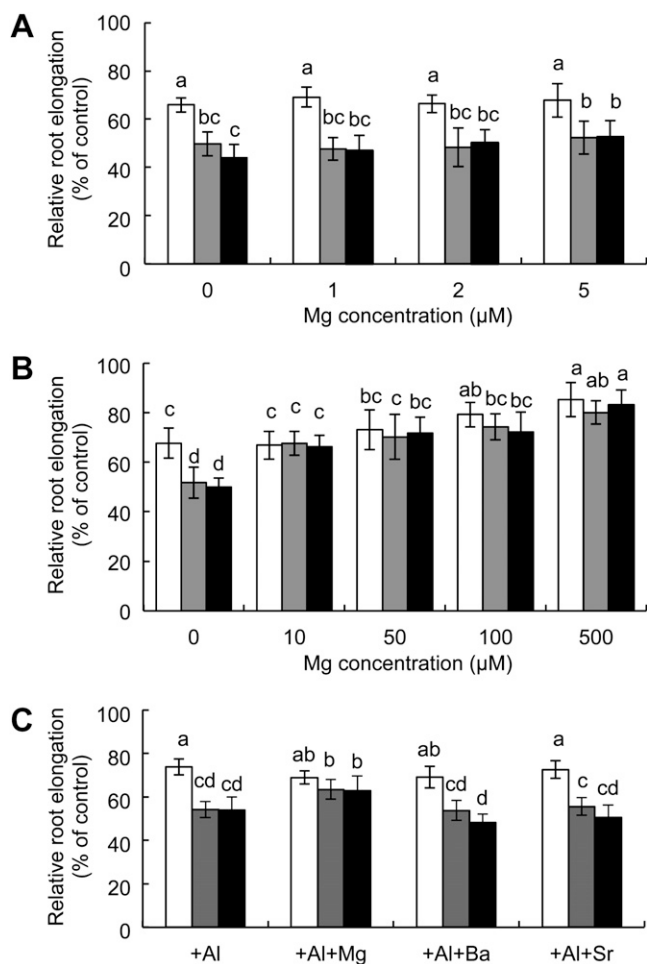 A
Relative root elongation
(% of control)
100
80
60
40
20
0
a
bc
c
a
bc
bc
a
bc
bc
a
b
b
0 1 2 5
Mg concentration (µM)
B
Relative root elongation
(% of control)
100
80
60
40
20
0
c
d
d
c
c
c
bc
c
bc
ab
bc
bc
a
ab
a
0 10 50 100 500
Mg concentration (µM)
C
Relative root elongation
(% of control)
100
80
60
40
20
0
a
cd
cd
ab
b
b
ab
cd
d
a
c
cd
+Al +Al+Mg +Al+Ba +Al+Sr